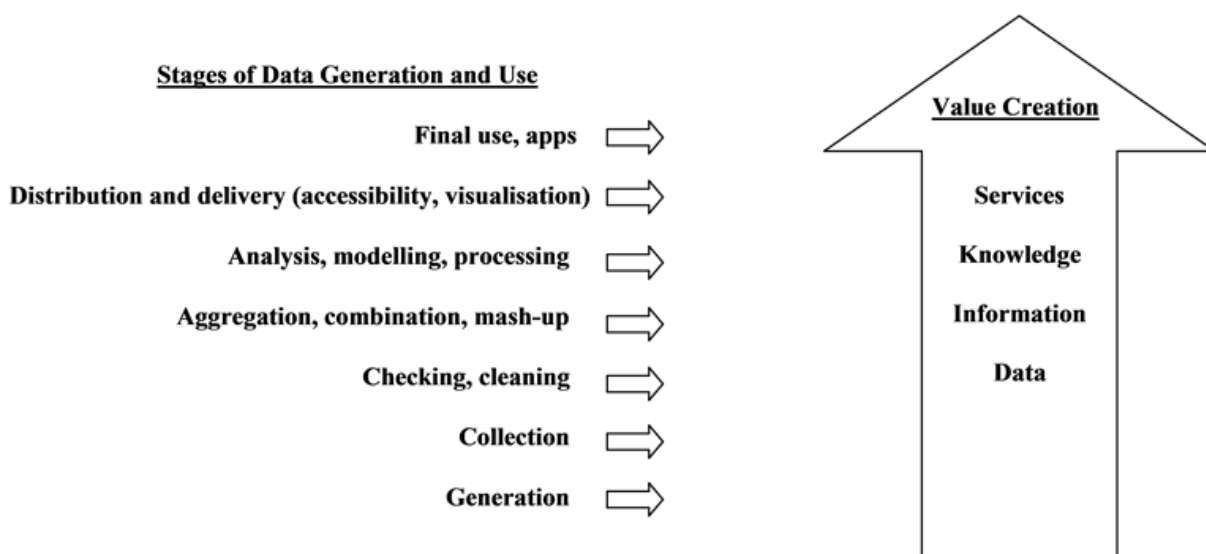 Stages of Data Generation and Use
Final use, apps
Distribution and delivery (accessibility, visualisation)
Analysis, modelling, processing
Aggregation, combination, mash-up
Checking, cleaning
Collection
Generation
Value Creation
Services
Knowledge
Information
Data